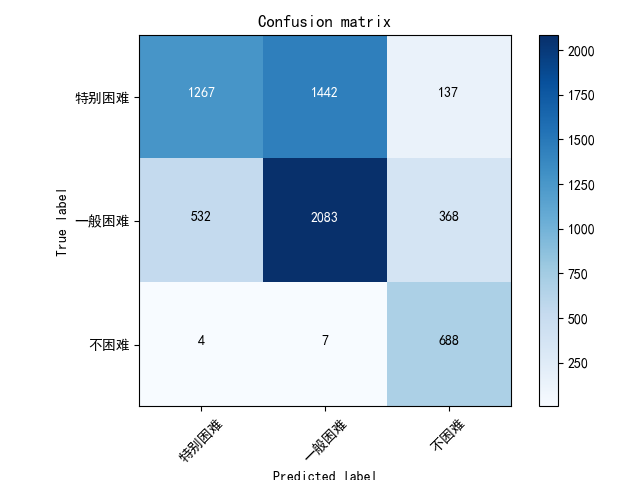 Confusion matrix
特别困难 1267 1442 137
一般困难 532 2083 368
不困难 4 7 688
True label
特别困难 一般困难 不困难
Predicted label
2000
1750
1500
1250
1000
750
500
250